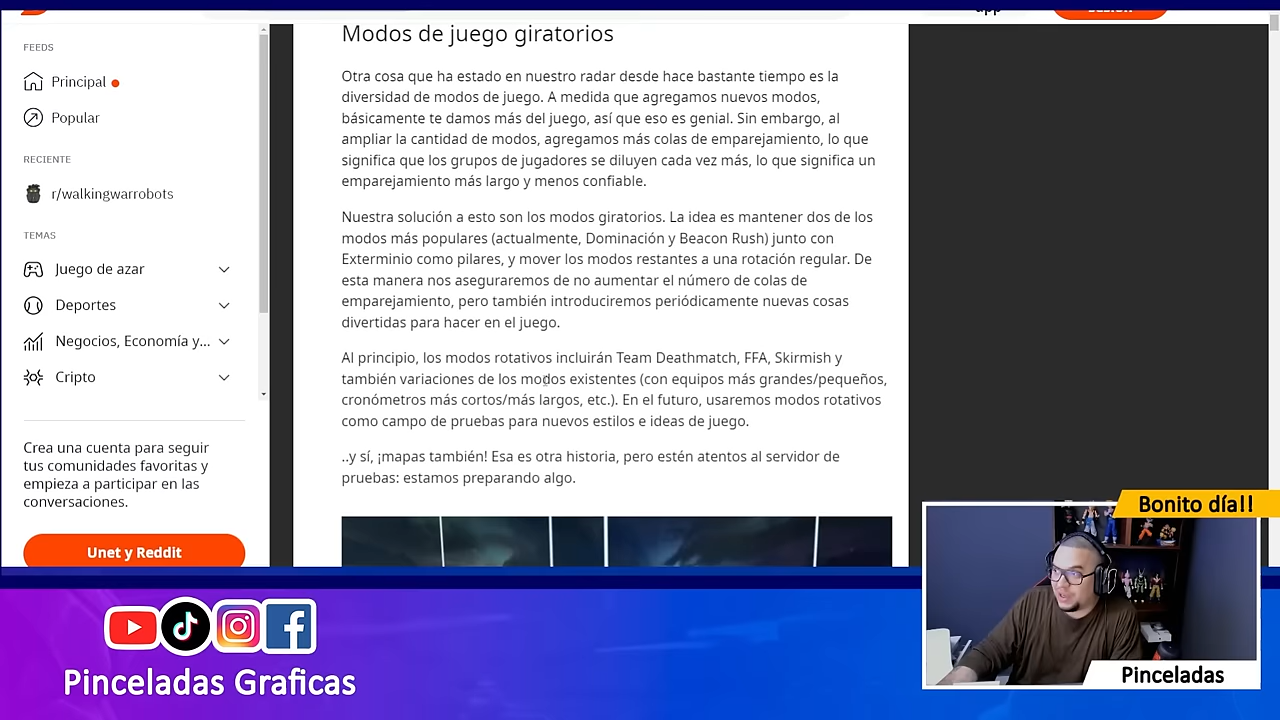 app
FEEDS
Principal
Popular
RECIENTE
r/walkingwarrobots
TEMAS
Juego de azar
Deportes
Negocios, Economía y...
Cripto
Crea una cuenta para seguir
tus comunidades favoritas y
empieza a participar en las
conversaciones.
Unet y Reddit
Modos de juego giratorios
Otra cosa que ha estado en nuestro radar desde hace bastante tiempo es la
diversidad de modos de juego. A medida que agregamos nuevos modos,
básicamente te damos más del juego, así que eso es genial. Sin embargo, al
ampliar la cantidad de modos, agregamos más colas de emparejamiento, lo que
significa que los grupos de jugadores se diluyen cada vez más, lo que significa un
emparejamiento más largo y menos confiable.
Nuestra solución a esto son los modos giratorios. La idea es mantener dos de los
modos más populares (actualmente, Dominación y Beacon Rush) junto con
Exterminio como pilares, y mover los modos restantes a una rotación regular. De
esta manera nos aseguraremos de no aumentar el número de colas de
emparejamiento, pero también introduciremos periódicamente nuevas cosas
divertidas para hacer en el juego.
Al principio, los modos rotativos incluirán Team Deathmatch, FFA, Skirmish y
también variaciones de los modos existentes (con equipos más grandes/pequeños,
cronómetros más cortos/más largos, etc.). En el futuro, usaremos modos rotativos
como campo de pruebas para nuevos estilos e ideas de juego.
..y sí, ¡mapas también! Esa es otra historia, pero estén atentos al servidor de
pruebas: estamos preparando algo.
Bonito día!!
Pinceladas
Pinceladas Graficas